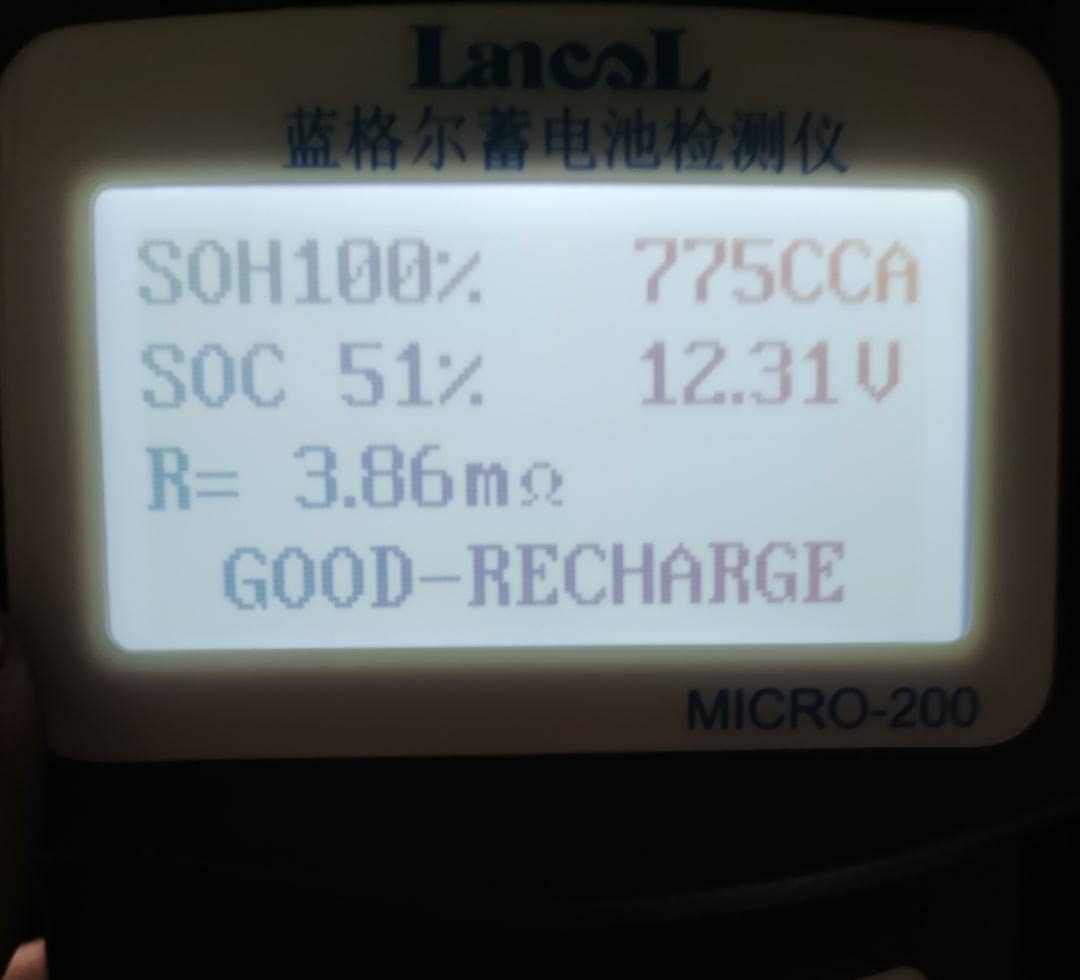 LancoL
蓝格尔蓄电池检测仪
SOH100% 775CCA
SOC 51% 12.31V
R= 3.86mΩ
GOOD-RECHARGE
MICRO-200